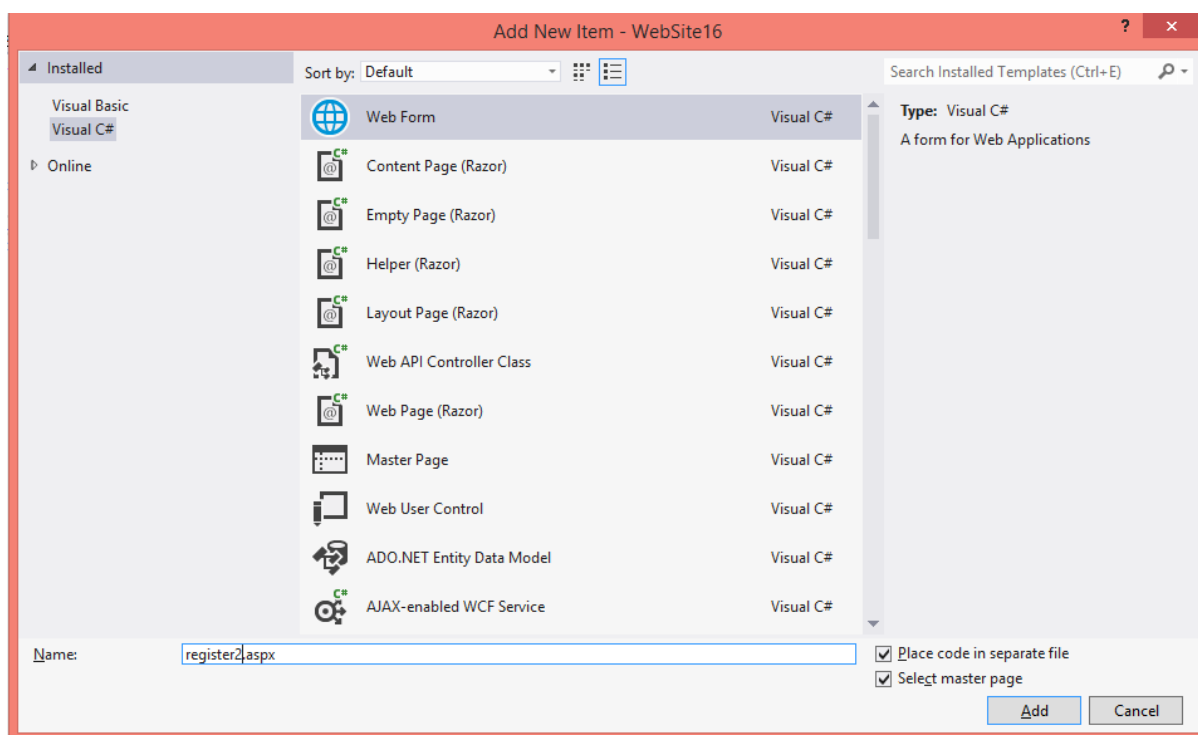 Add New Item - WebSite16
?
Installed
Visual Basic
Visual C#
Online
Sort by: Default
Search Installed Templates (Ctrl+E)
Web Form Visual C#
C#
Content Page (Razor) Visual C#
C#
Empty Page (Razor) Visual C#
C#
Helper (Razor) Visual C#
C#
Layout Page (Razor) Visual C#
C#
Web API Controller Class Visual C#
C#
Web Page (Razor) Visual C#
Master Page Visual C#
Web User Control Visual C#
ADO.NET Entity Data Model Visual C#
C#
AJAX-enabled WCF Service Visual C#
Type: Visual C#
A form for Web Applications
Name: register2.aspx
Place code in separate file
Select master page
Add Cancel